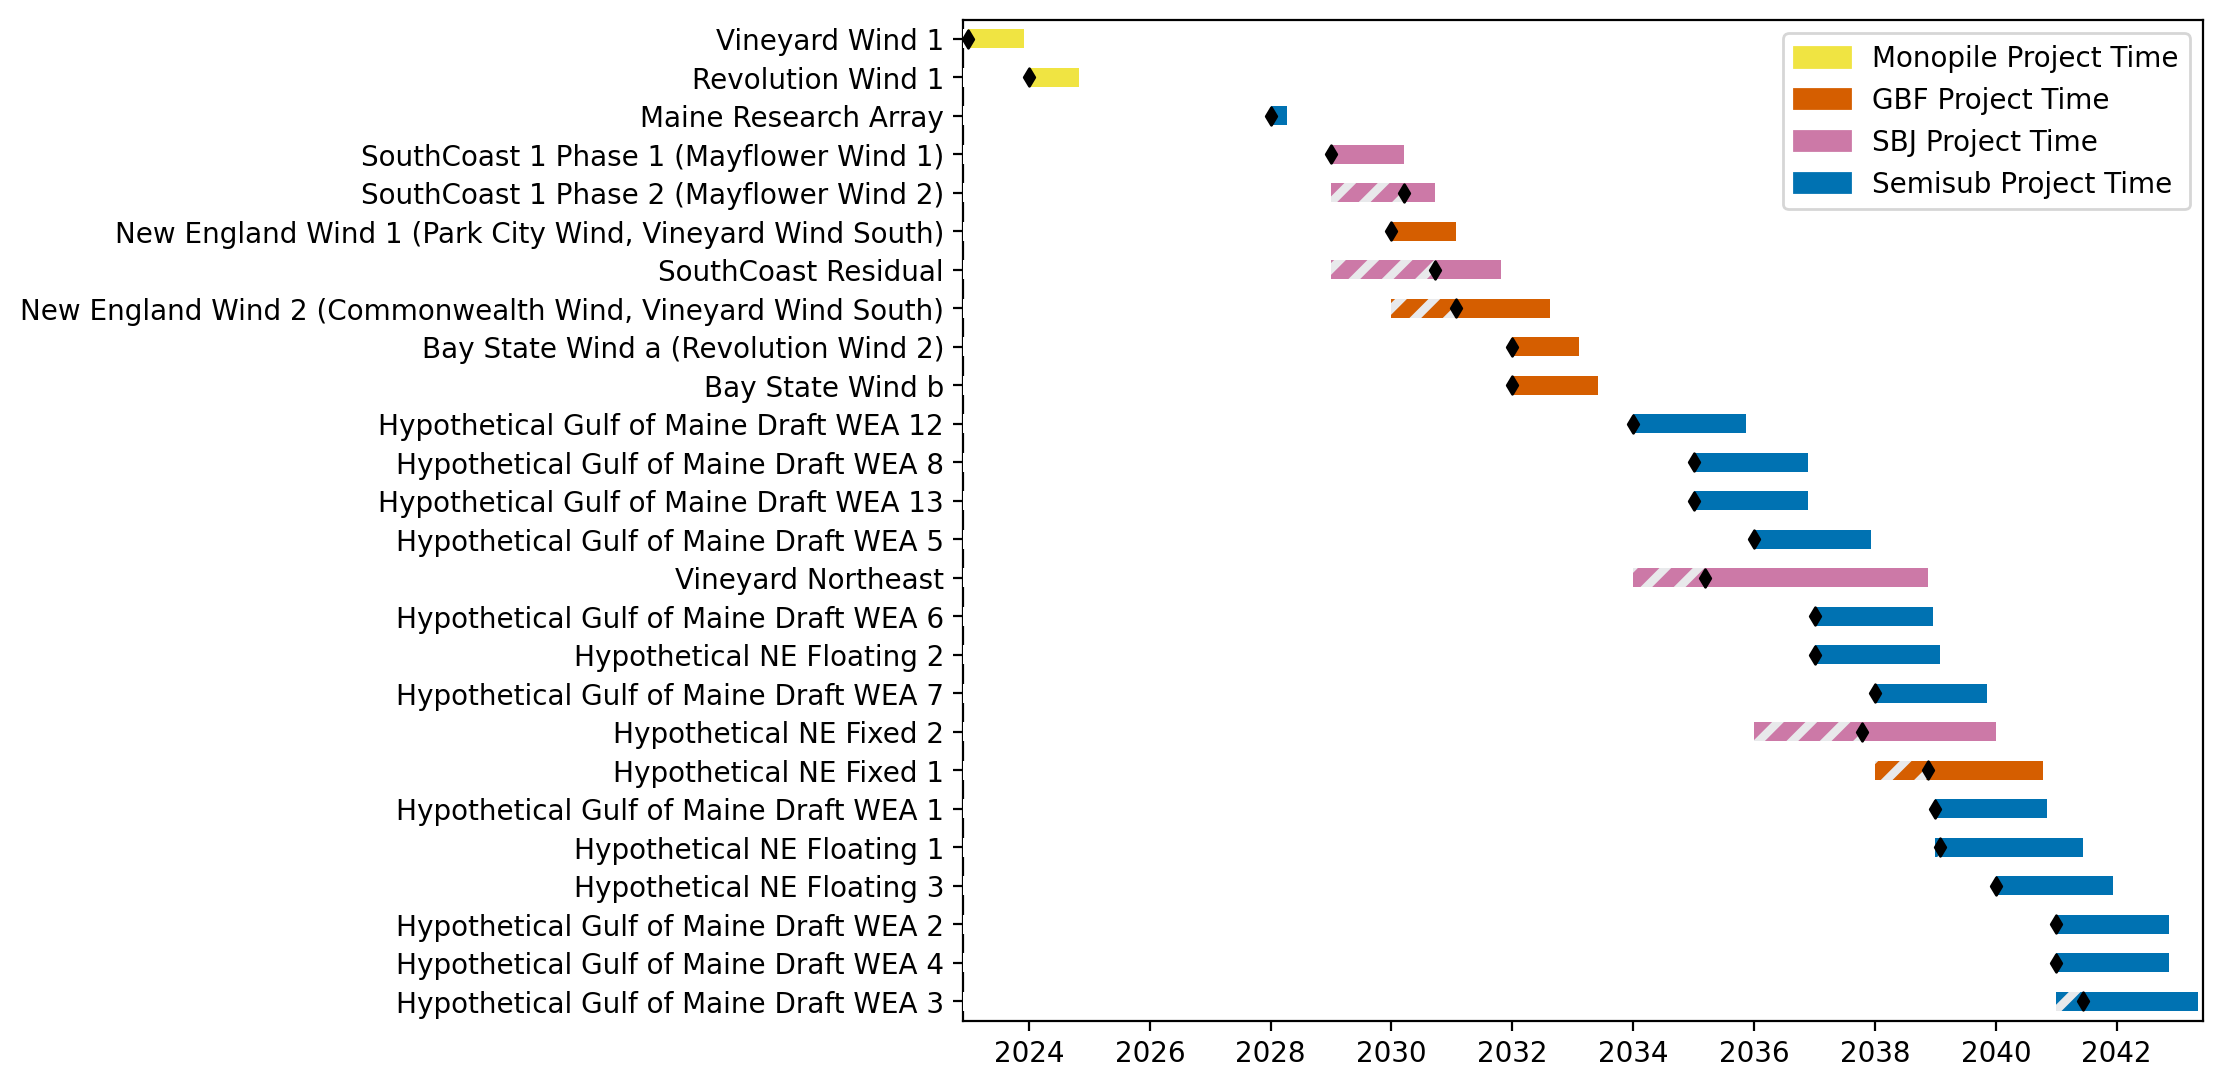 Vineyard Wind 1
Revolution Wind 1
Maine Research Array
SouthCoast 1 Phase 1 (Mayflower Wind 1)
SouthCoast 1 Phase 2 (Mayflower Wind 2)
New England Wind 1 (Park City Wind, Vineyard Wind South)
SouthCoast Residual
New England Wind 2 (Commonwealth Wind, Vineyard Wind South)
Bay State Wind a (Revolution Wind 2)
Bay State Wind b
Hypothetical Gulf of Maine Draft WEA 12
Hypothetical Gulf of Maine Draft WEA 8
Hypothetical Gulf of Maine Draft WEA 13
Hypothetical Gulf of Maine Draft WEA 5
Vineyard Northeast
Hypothetical Gulf of Maine Draft WEA 6
Hypothetical NE Floating 2
Hypothetical Gulf of Maine Draft WEA 7
Hypothetical NE Fixed 2
Hypothetical NE Fixed 1
Hypothetical Gulf of Maine Draft WEA 1
Hypothetical NE Floating 1
Hypothetical NE Floating 3
Hypothetical Gulf of Maine Draft WEA 2
Hypothetical Gulf of Maine Draft WEA 4
Hypothetical Gulf of Maine Draft WEA 3
Monopile Project Time
GBF Project Time
SBJ Project Time
Semisub Project Time
2024 2026 2028 2030 2032 2034 2036 2038 2040 2042